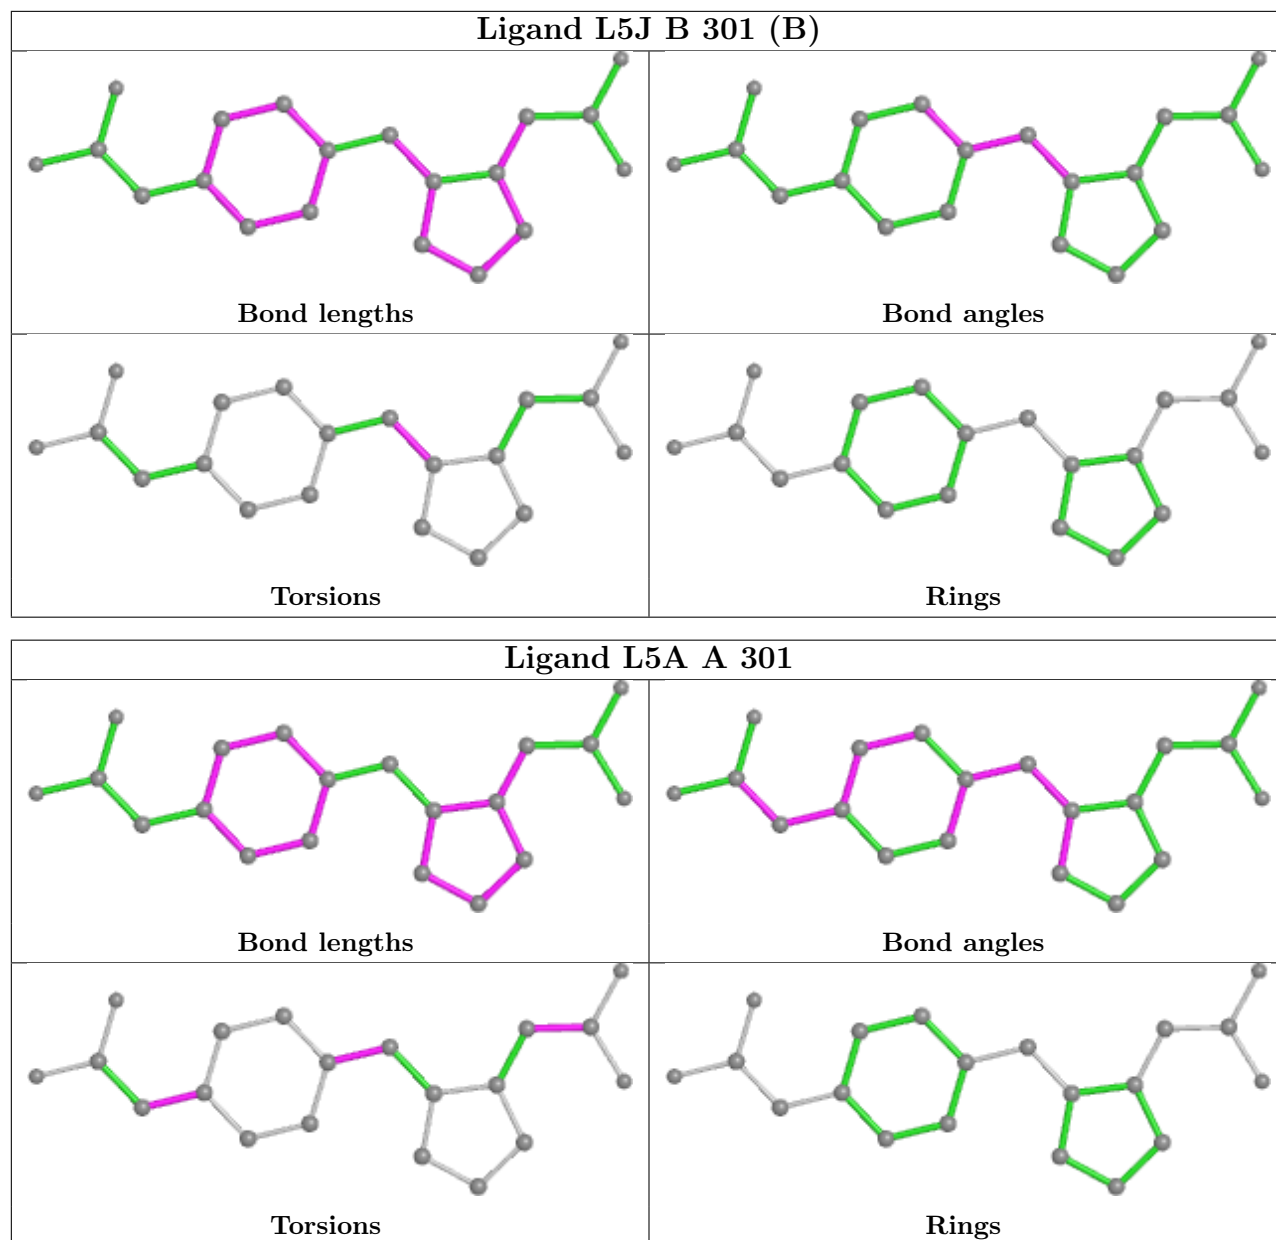 Ligand L5J B 301 (B)
Bond lengths
Bond angles
Torsions
Rings
Ligand L5A A 301
Bond lengths
Bond angles
Torsions
Rings